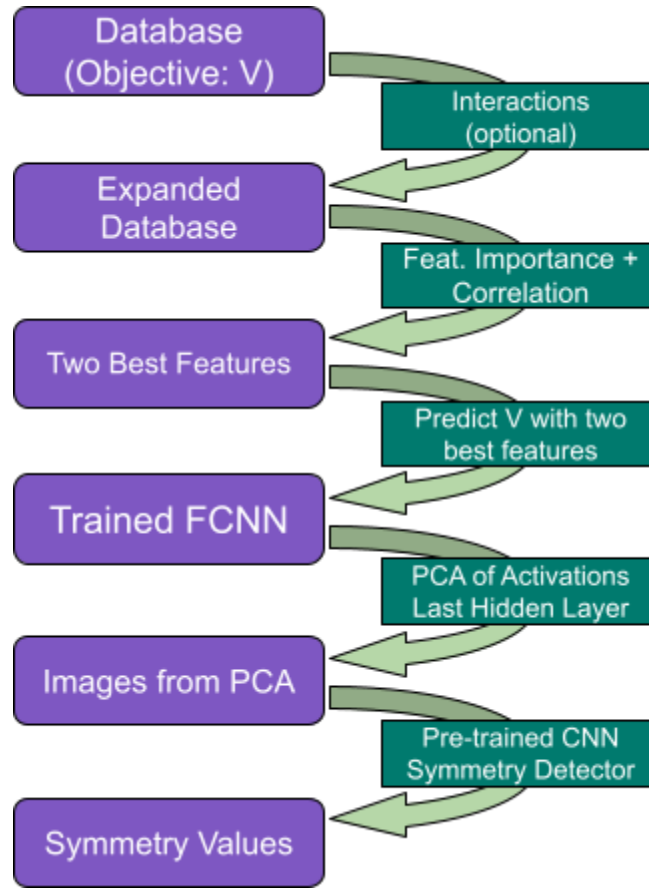 Database
(Objective: V)
Interactions
(optional)
Expanded
Database
Feat. Importance +
Correlation
Two Best Features
Predict V with two
best features
Trained FCNN
PCA of Activations
Last Hidden Layer
Images from PCA
Pre-trained CNN
Symmetry Detector
Symmetry Values